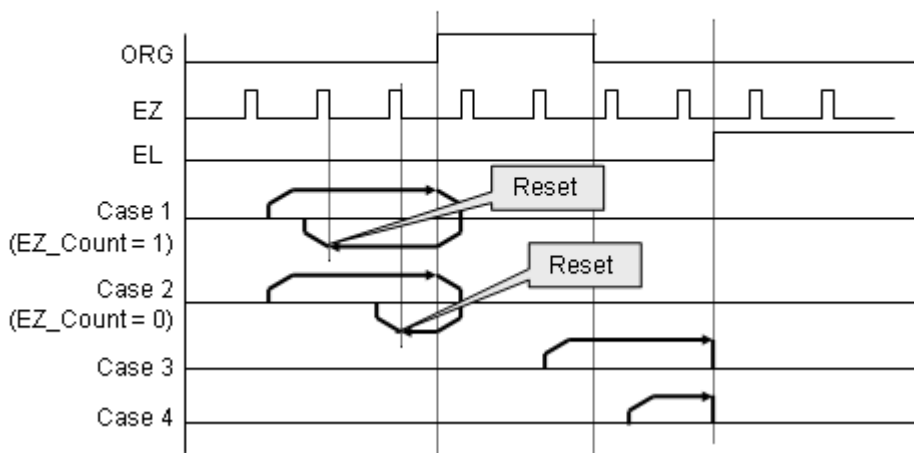 ORG
EZ
EL
Reset
Case 1
(EZ_Count = 1)
Reset
Case 2
(EZ_Count = 0)
Case 3
Case 4